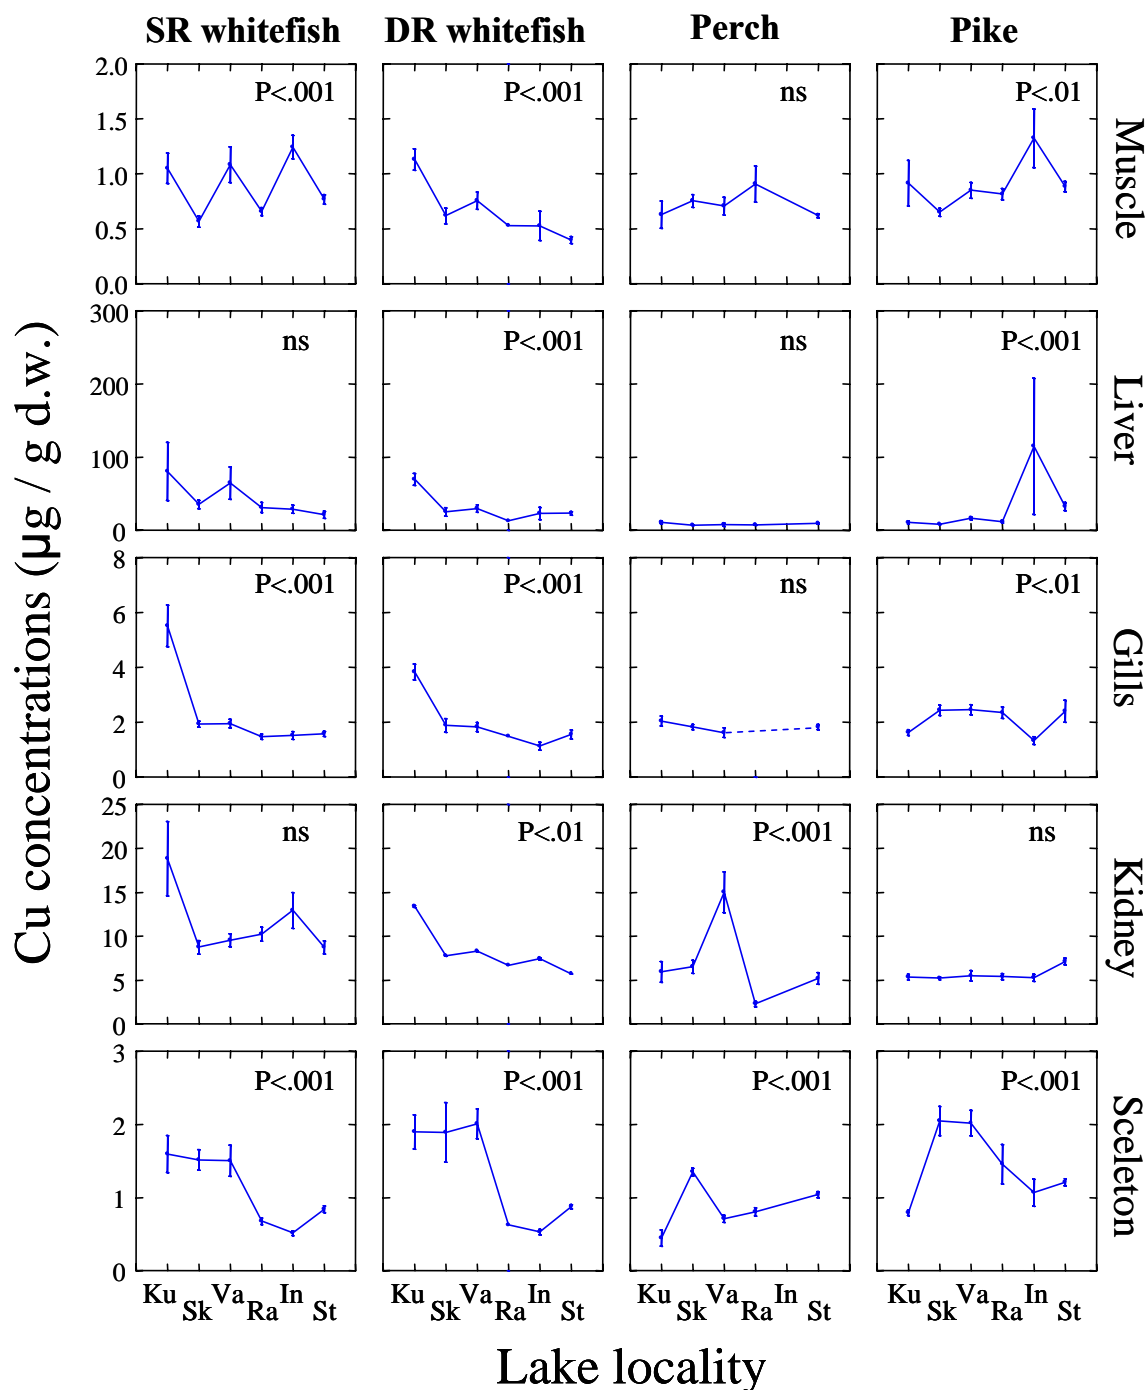 SR whitefish DR whitefish Perch Pike
2.0 P<.001 P<.001 ns P<.01
1.5
1.0
0.5
0.0
Muscle
300 ns P<.001 ns P<.001
200
100
0
Liver
8 P<.001 P<.001 ns P<.01
6
4
2
0
Gills
25 ns P<.01 P<.001 ns
20
15
10
5
0
Kidney
3 P<.001 P<.001 P<.001 P<.001
2
1
0
Sceleton
Cu concentrations (µg / g d.w.)
Ku Sk Va Ra In St Ku Sk Va Ra In St Ku Sk Va Ra In St Ku Sk Va Ra In St
Lake locality